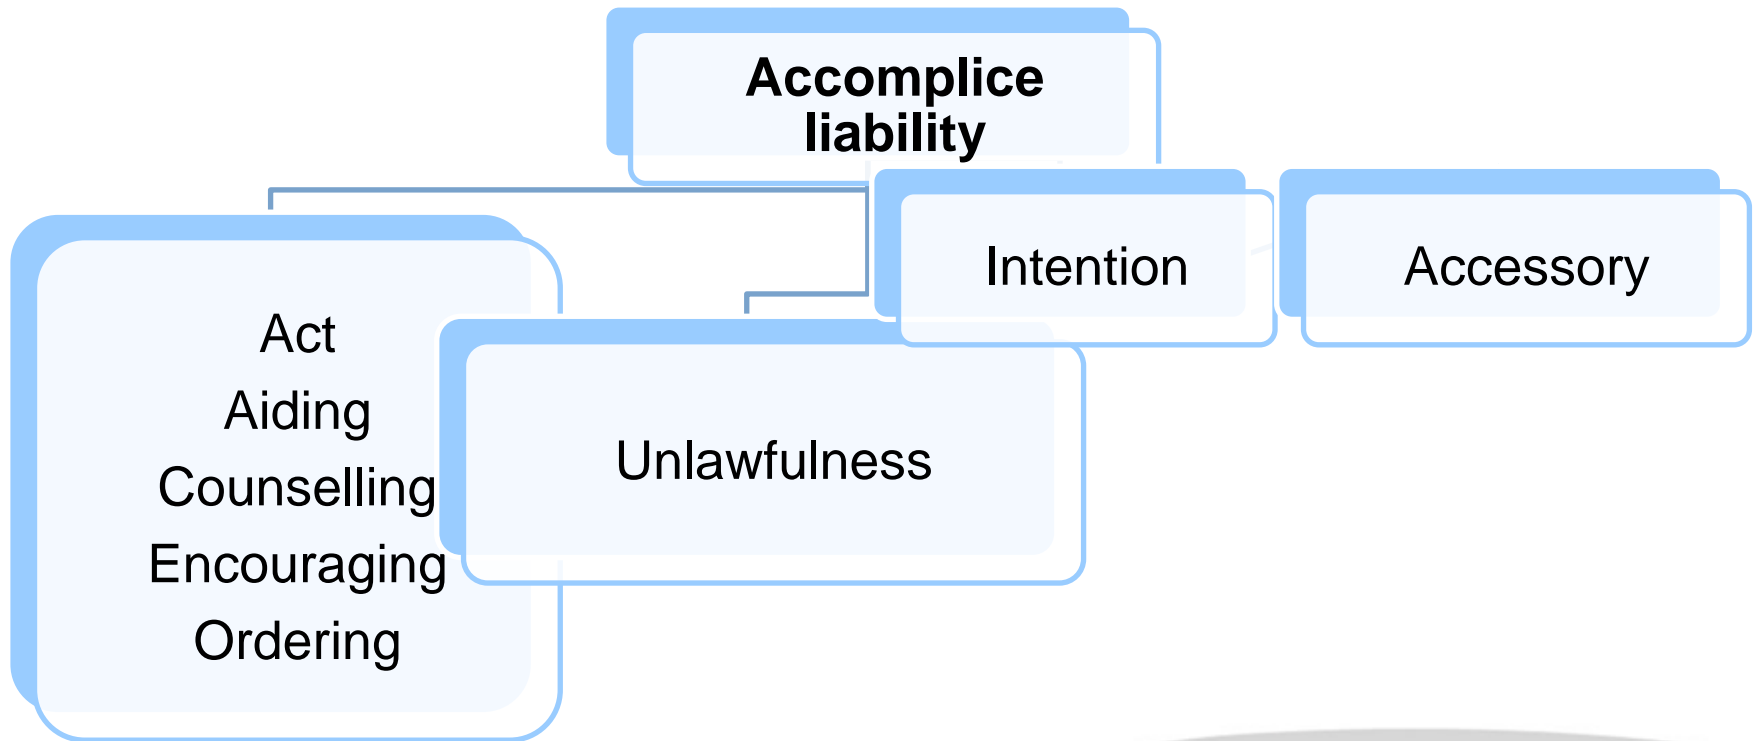 Accomplice
liability
Act
Aiding
Counselling
Encouraging
Ordering
Unlawfulness
Intention
Accessory